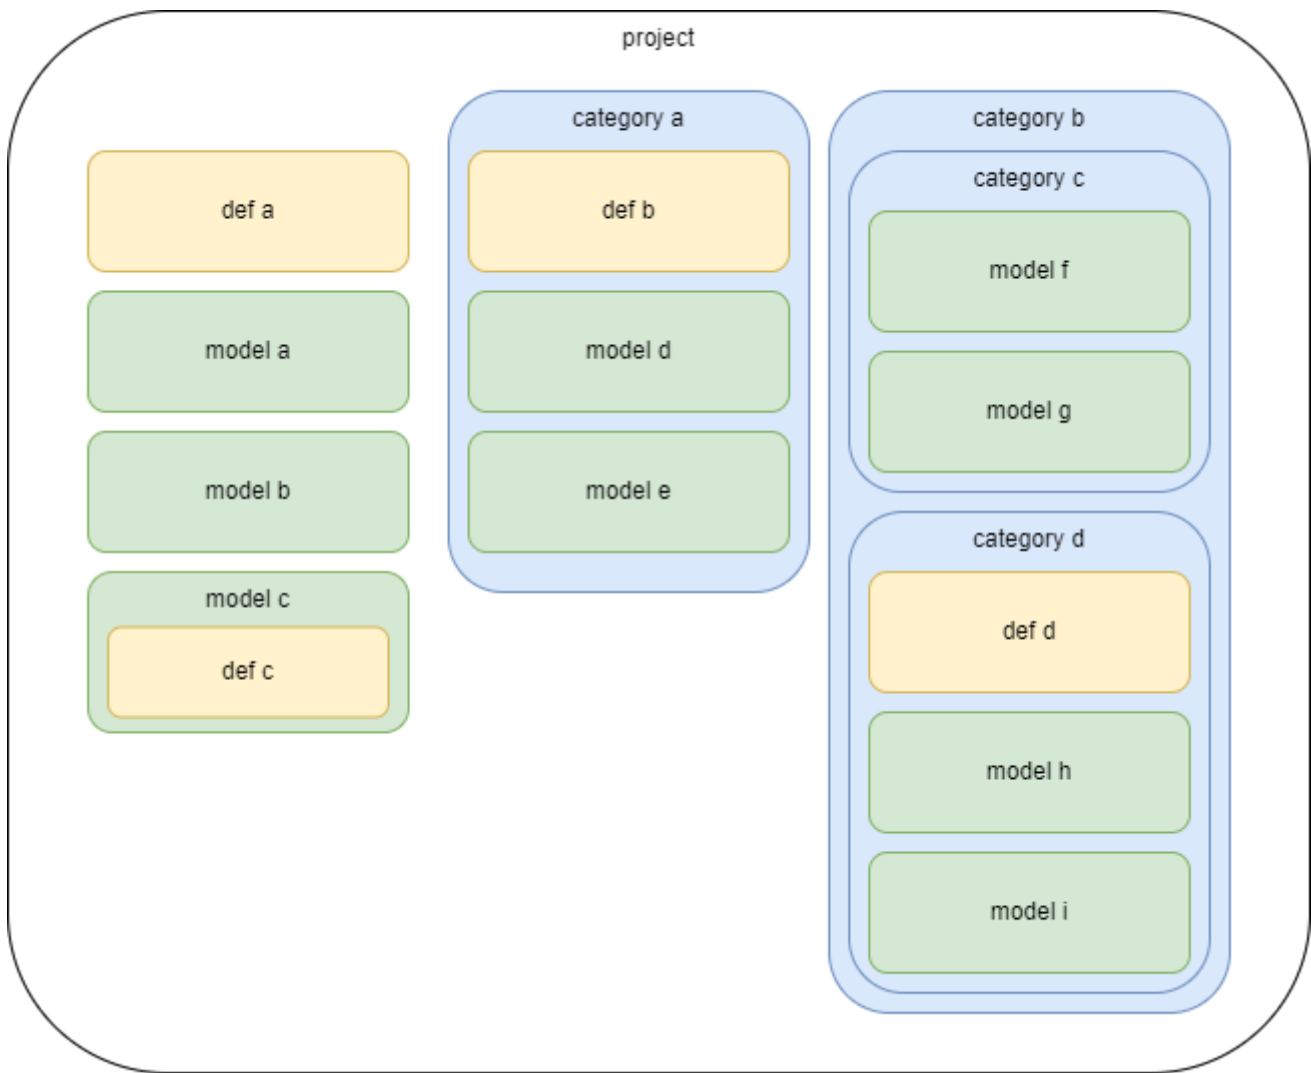 project
def a
model a
model b
model c
def c
category a
def b
model d
model e
category b
category c
model f
model g
category d
def d
model h
model i